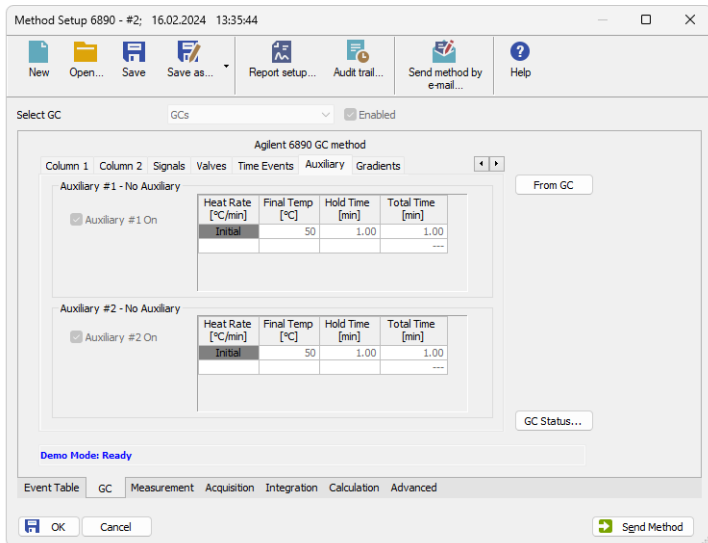 Method Setup 6890 - #2; 16.02.2024 13:35:44
New Open... Save Save as... Report setup... Audit trail... Send method by e-mail... Help
Select GC GCs Enabled
Agilent 6890 GC method
Column 1 Column 2 Signals Valves Time Events Auxiliary Gradients
From GC
Auxiliary #1 - No Auxiliary
Auxiliary #1 On
Heat Rate Final Temp Hold Time Total Time
[°C/min] [°C] [min] [min]
Initial 50 1.00 1.00
---
Auxiliary #2 - No Auxiliary
Auxiliary #2 On
Heat Rate Final Temp Hold Time Total Time
[°C/min] [°C] [min] [min]
Initial 50 1.00 1.00
---
GC Status...
Demo Mode: Ready
Event Table GC Measurement Acquisition Integration Calculation Advanced
OK Cancel Send Method